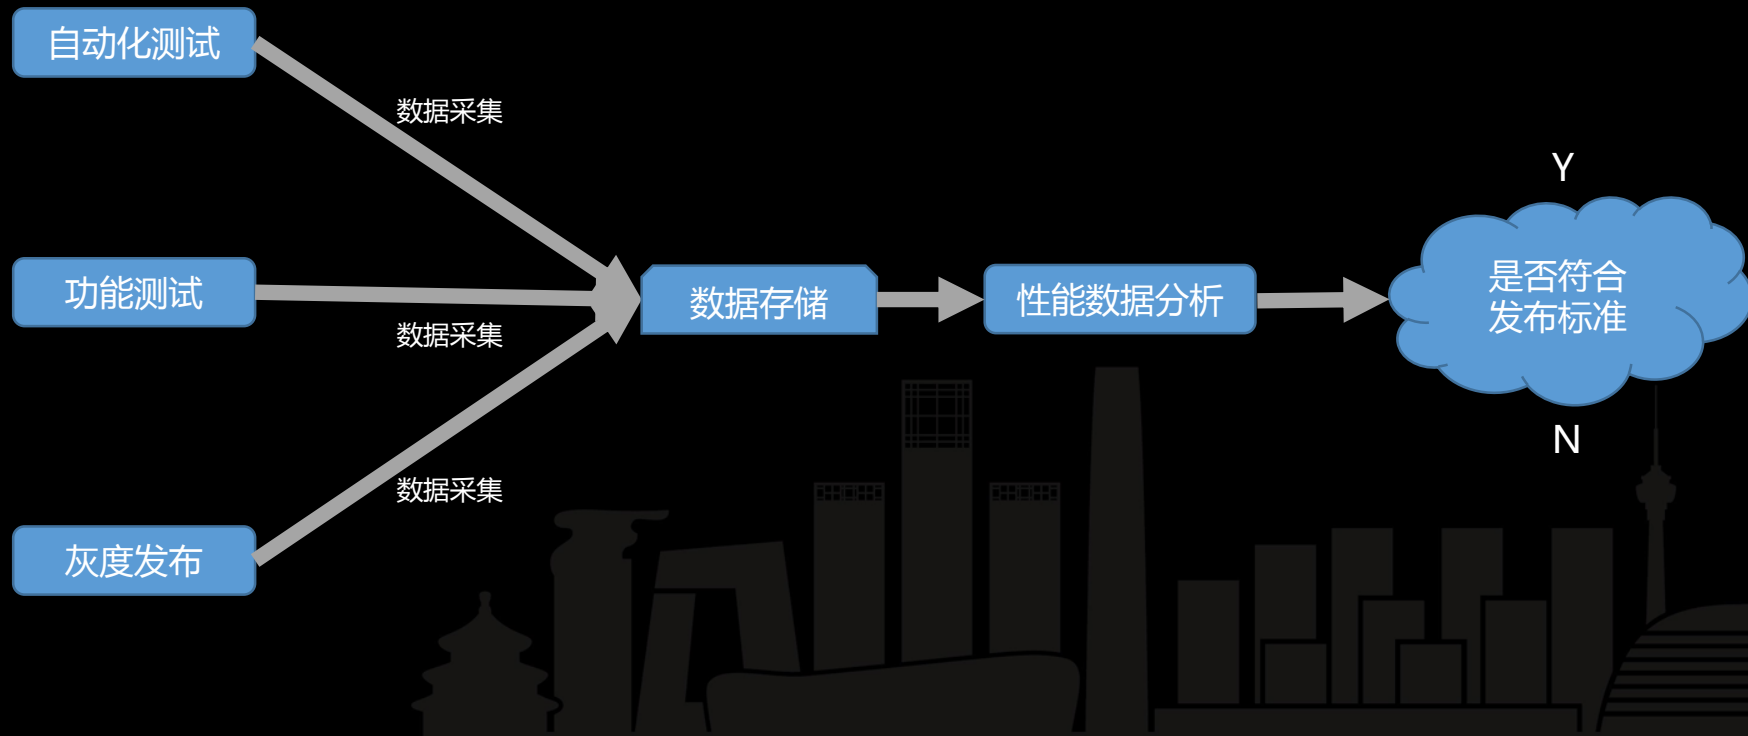 自动化测试
数据采集
Y
功能测试
数据存储
性能数据分析
是否符合
发布标准
数据采集
N
数据采集
灰度发布